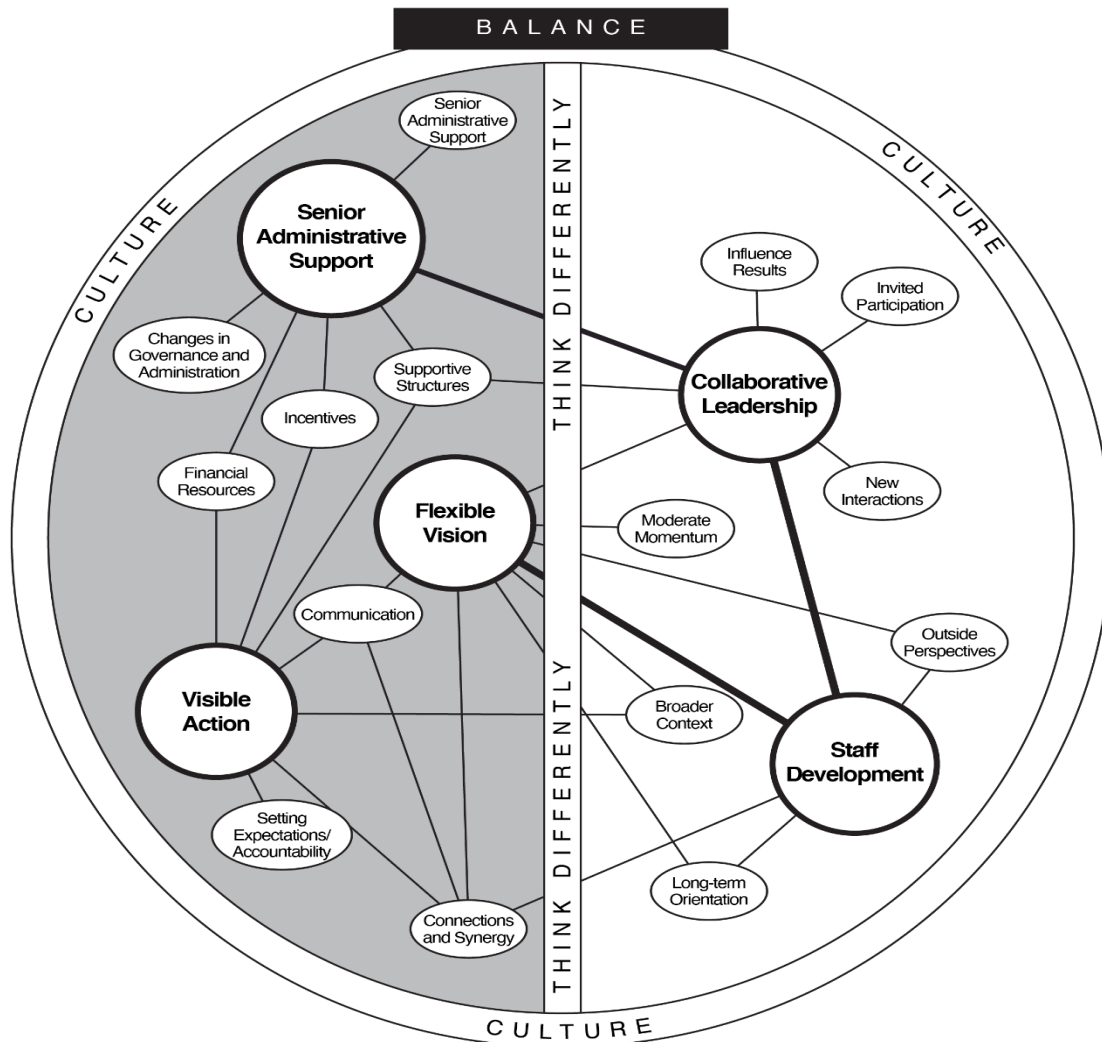 BALANCE
CULTURE
CULTURE
CULTURE
THINK DIFFERENTLY
THINK DIFFERENTLY
Senior
Administrative
Support
Senior
Administrative
Support
Changes in
Governance and
Administration
Supportive
Structures
Incentives
Financial
Resources
Flexible
Vision
Communication
Visible
Action
Setting
Expectations/
Accountability
Connections
and Synergy
Influence
Results
Invited
Participation
Collaborative
Leadership
New
Interactions
Moderate
Momentum
Outside
Perspectives
Broader
Context
Staff
Development
Long-term
Orientation